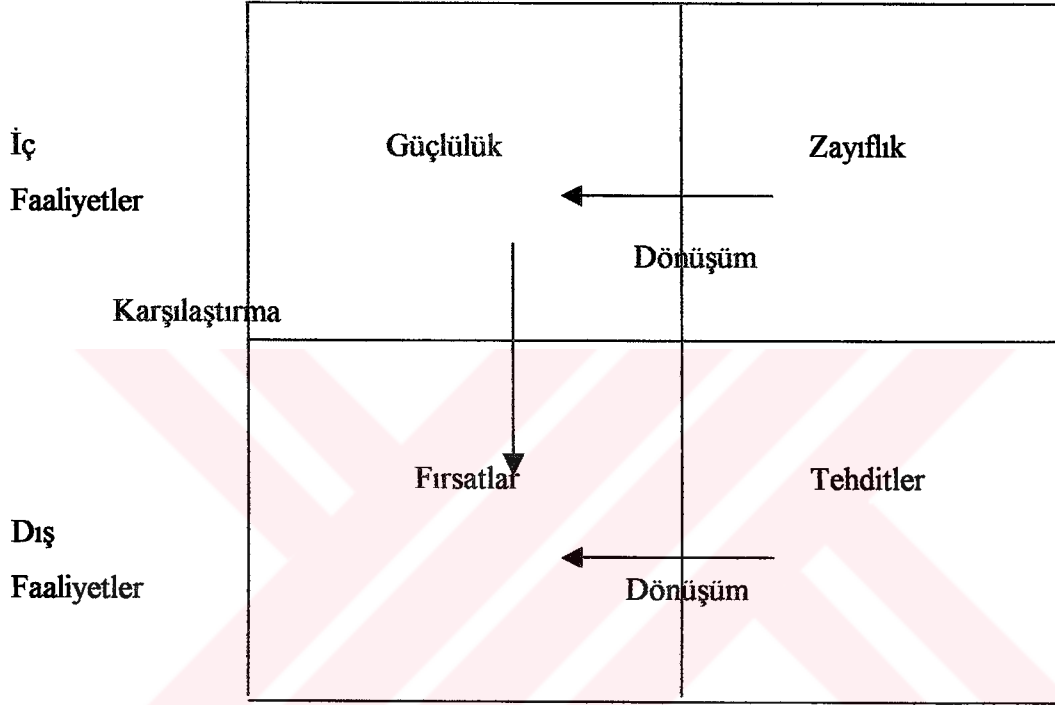 İç
Güçlülük
Zayıflık
Faaliyetler
Dönüşüm
Karşılaştırma
Fırsatlar
Tehditler
Dış
Faaliyetler
Dönüşüm